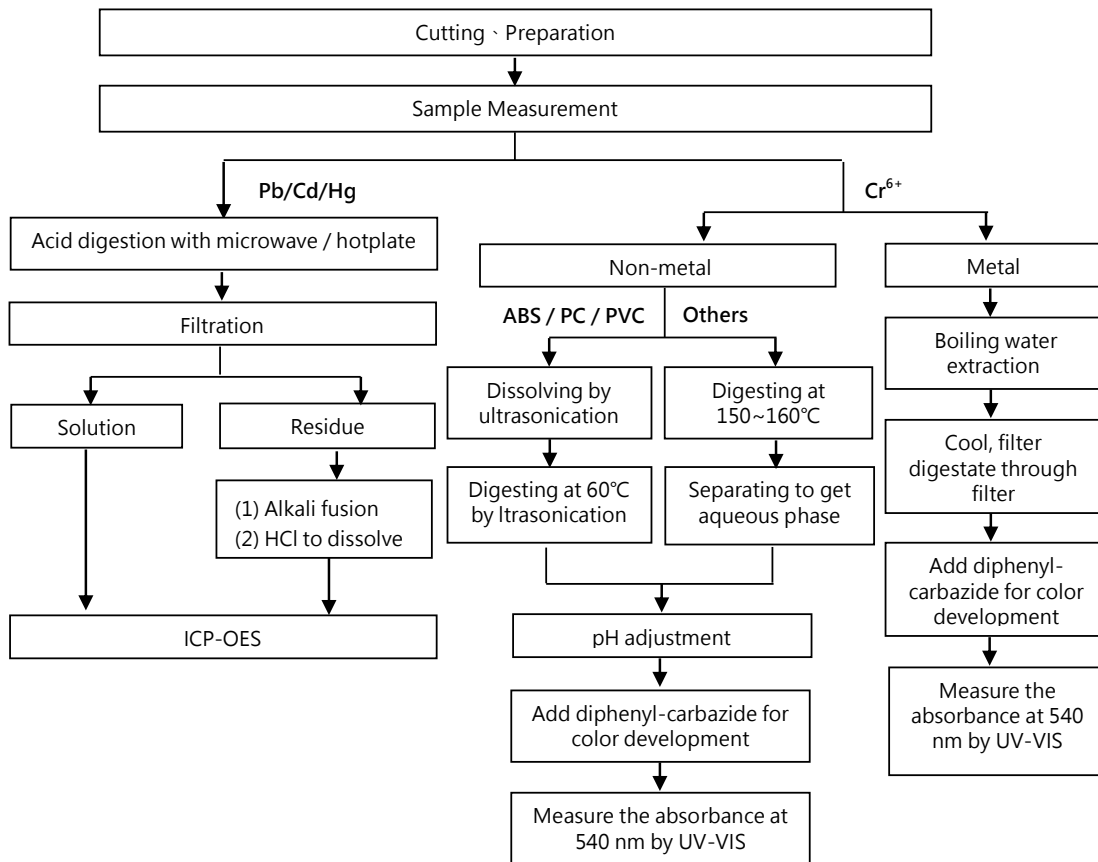 Cutting、Preparation
Sample Measurement
Pb/Cd/Hg
Cr⁶⁺
Acid digestion with microwave / hotplate
Filtration
Solution
Residue
(1) Alkali fusion
(2) HCl to dissolve
ICP-OES
Non-metal
ABS / PC / PVC
Others
Dissolving by
ultrasonication
Digesting at 60℃
by ltrasonication
Digesting at
150~160℃
Separating to get
aqueous phase
pH adjustment
Add diphenyl-carbazide for
color development
Measure the absorbance at
540 nm by UV-VIS
Metal
Boiling water
extraction
Cool, filter
digestate through
filter
Add diphenyl-
carbazide for color
development
Measure the
absorbance at 540
nm by UV-VIS